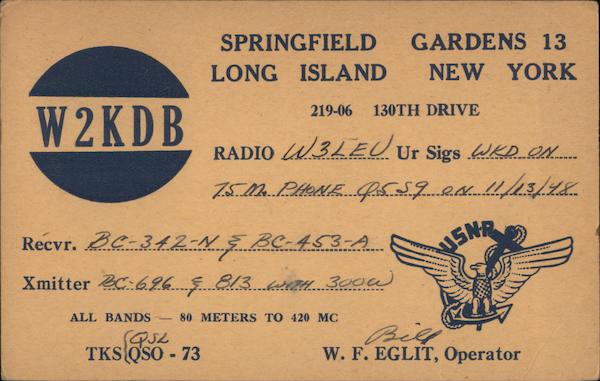 SPRINGFIELD GARDENS 13
LONG ISLAND NEW YORK
W2KDB
219-06 130TH DRIVE
RADIO W3LEU Ur Sigs WKD ON
75M. PHONE Q5S9 ON 11/13/48
Recvr. BC-342-N & BC-453-A
USNR
Xmitter BC-696 & 813 WITH 300W
ALL BANDS — 80 METERS TO 420 MC
QSL Bill
TKS QSO - 73 W. F. EGLIT, Operator